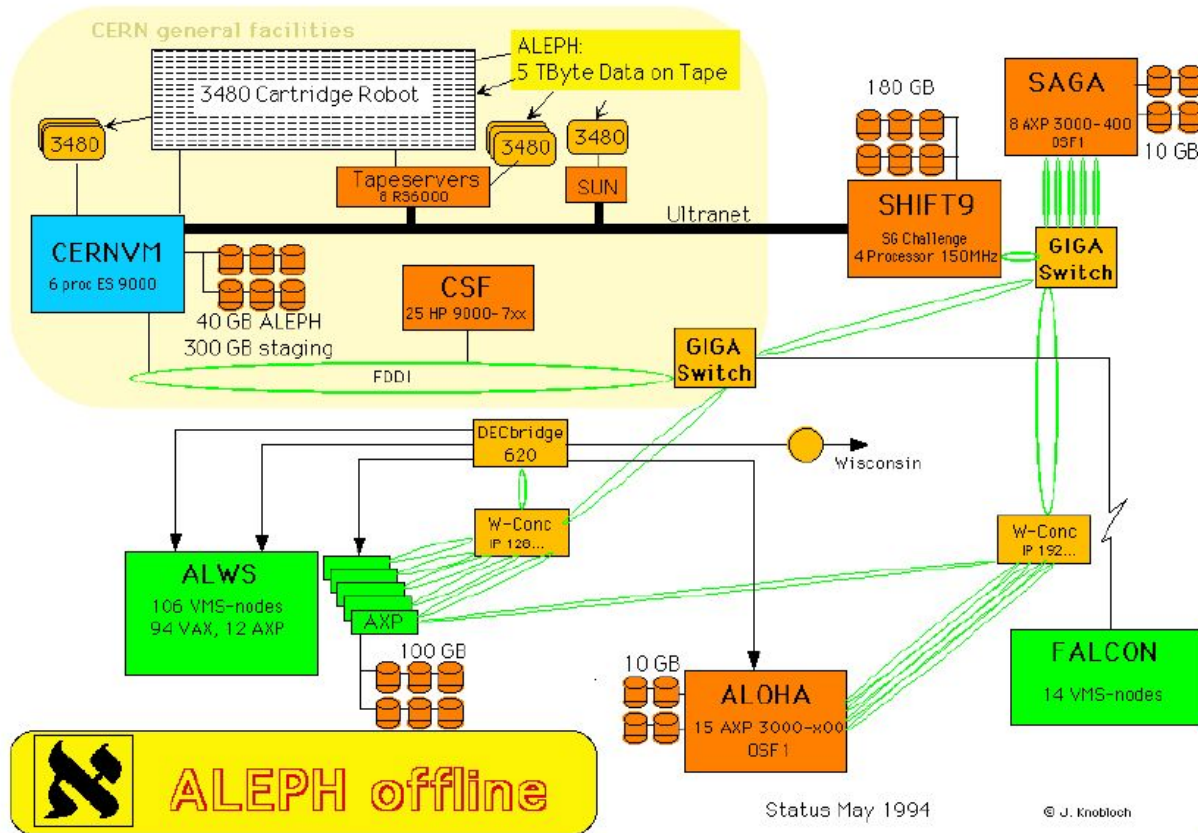 CERN general facilities
ALEPH:
5 TByte Data on Tape
3480 Cartridge Robot
3480
3480
3480
Tapeservers
8 RS6000
SUN
Ultranet
180 GB
SAGA
8 AXP 3000-400
OSF1
10 GB
SHIFT9
SG Challenge
4 Processor 150MHz
GIGA
Switch
CERNVM
6 proc ES 9000
40 GB ALEPH
300 GB staging
CSF
25 HP 9000-7xx
FDDI
GIGA
Switch
DECbridge
620
Wisconsin
W-Conc
IP 128...
W-Conc
IP 192...
ALWS
106 VMS-nodes
94 VAX, 12 AXP
AXP
100 GB
10 GB
ALOHA
15 AXP 3000-x00
OSF1
FALCON
14 VMS-nodes
א
ALEPH offline
Status May 1994
© J. Knobloch